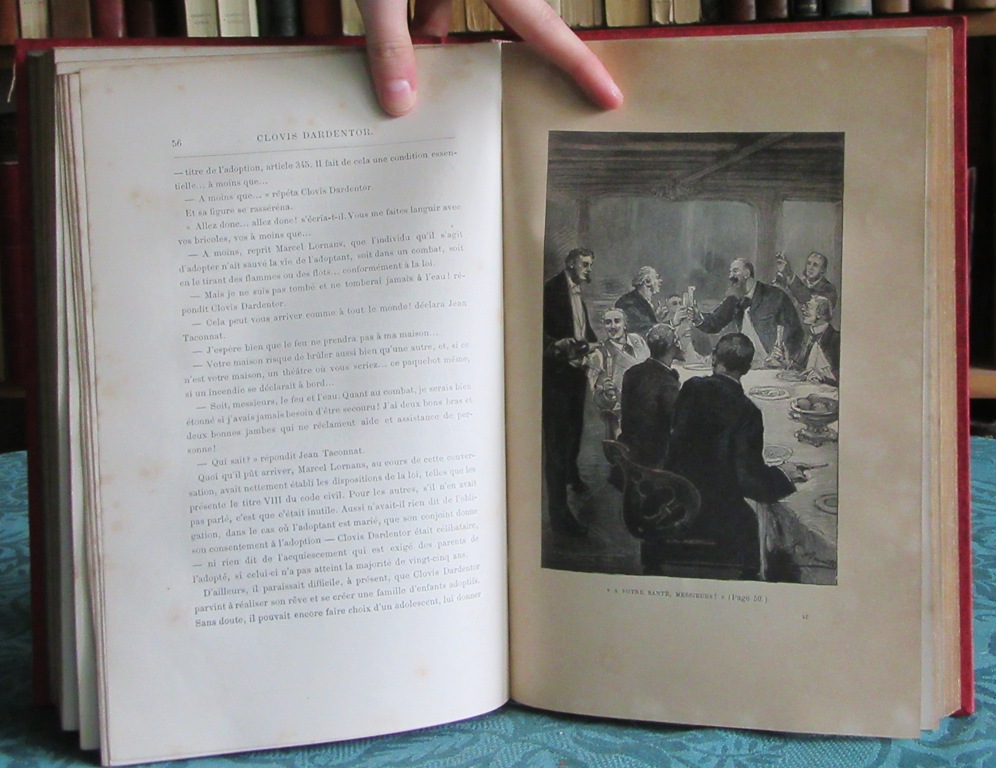 56
CLOVIS DARDENTOR.
— titre de l'adoption, article 345. Il fait de cela une condition essen-
tielle... à moins que...
— A moins que... » répéta Clovis Dardentor.
Et sa figure se rasséréna.
« Allez donc... allez donc! s'écria-t-il. Vous me faites languir avec
vos bricoles, vos à moins que...
— A moins, reprit Marcel Lornans, que l'individu qu'il s'agit
d'adopter n'ait sauvé la vie de l'adoptant, soit dans un combat, soit
en le tirant des flammes ou des flots... conformément à la loi.
— Mais je ne suis pas tombé et ne tomberai jamais à l'eau! ré-
pondit Clovis Dardentor.
— Cela peut vous arriver comme à tout le monde! déclara Jean
Taconnat.
— J'espère bien que le feu ne prendra pas à ma maison...
— Votre maison risque de brûler aussi bien qu'une autre, et, si ce
n'est votre maison, un théâtre où vous seriez... ce paquebot même,
si un incendie se déclarait à bord...
— Soit, messieurs, le feu et l'eau. Quant au combat, je serais bien
étonné si j'avais jamais besoin d'être secouru! J'ai deux bons bras et
deux bonnes jambes qui ne réclament aide et assistance de per-
sonne!
— Qui sait? » répondit Jean Taconnat.
Quoi qu'il pût arriver, Marcel Lornans, au cours de cette conver-
sation, avait nettement établi les dispositions de la loi, telles que les
présente le titre VIII du code civil. Pour les autres, s'il n'en avait
pas parlé, c'est que c'était inutile. Aussi n'avait-il rien dit de l'obli-
gation, dans le cas où l'adoptant est marié, que son conjoint donne
son consentement à l'adoption — Clovis Dardentor était célibataire,
— ni rien dit de l'acquiescement qui est exigé des parents de
l'adopté, si celui-ci n'a pas atteint la majorité de vingt-cinq ans.
D'ailleurs, il paraissait difficile, à présent, que Clovis Dardentor
parvînt à réaliser son rêve et se créer une famille d'enfants adoptifs.
Sans doute, il pouvait encore faire choix d'un adolescent, lui donner
« A VOTRE SANTÉ, MESSIEURS! » (Page 50.)